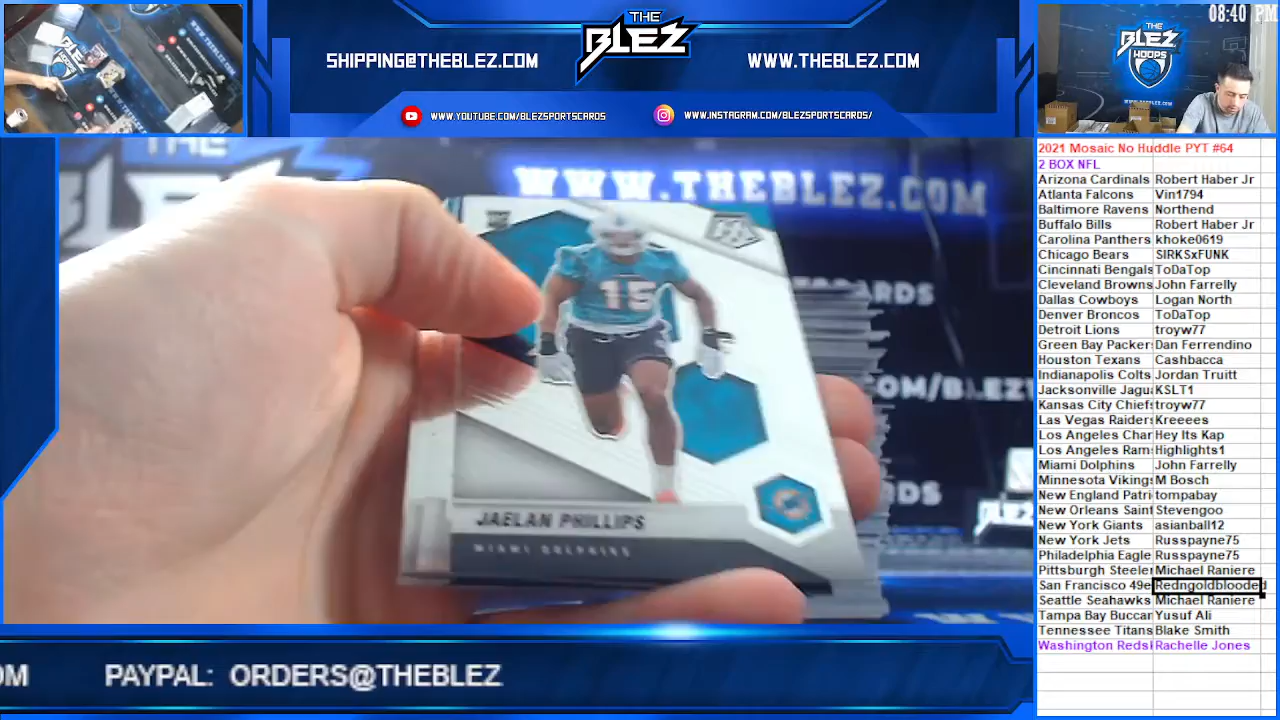 THE
BLEZ
SHIPPING@THEBLEZ.COM
WWW.THEBLEZ.COM
WWW.YOUTUBE.COM/BLEZSPORTSCARDS
WWW.INSTAGRAM.COM/BLEZSPORTSCARDS/
08:40 PM
THE
BLEZ
HOOPS
2021 Mosaic No Huddle PYT #64
2 BOX NFL
Arizona Cardinals Robert Haber Jr
Atlanta Falcons Vin1794
Baltimore Ravens Northend
Buffalo Bills Robert Haber Jr
Carolina Panthers khoke0619
Chicago Bears SIRKSxFUNK
Cincinnati Bengals ToDaTop
Cleveland Browns John Farrelly
Dallas Cowboys Logan North
Denver Broncos ToDaTop
Detroit Lions troyw77
Green Bay Packer Dan Ferrendino
Houston Texans Cashbacca
Indianapolis Colts Jordan Truitt
Jacksonville Jagu KSLT1
Kansas City Chief troyw77
Las Vegas Raider Kreeees
Los Angeles Char Hey Its Kap
Los Angeles Ram Highlights1
Miami Dolphins John Farrelly
Minnesota Viking M Bosch
New England Patri tompabay
New Orleans Saint Stevengoo
New York Giants asianball12
New York Jets Russpayne75
Philadelphia Eagle Russpayne75
Pittsburgh Steeler Michael Raniere
San Francisco 49e Redngoldblooded
Seattle Seahawks Michael Raniere
Tampa Bay Buccar Yusuf Ali
Tennessee Titans Blake Smith
Washington Reds Rachelle Jones
THE
WWW.THEBLEZ.COM
15
JAELAN PHILLIPS
MIAMI DOLPHINS
OM PAYPAL: ORDERS@THEBLEZ